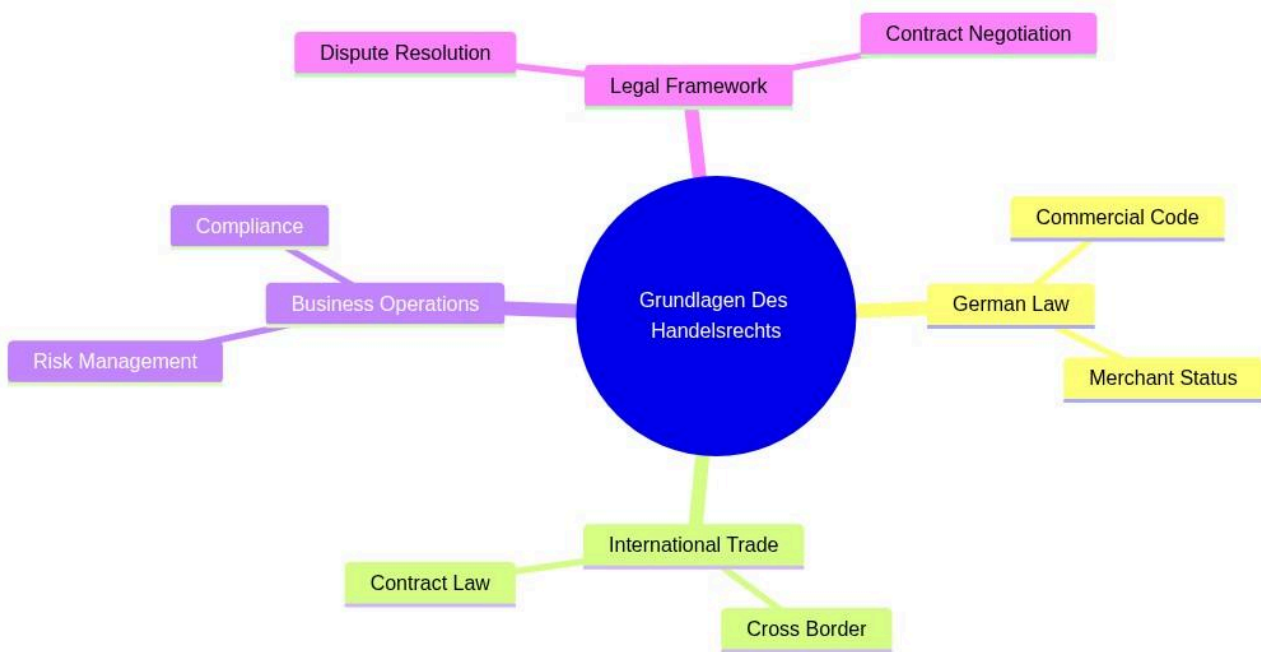 Contract Negotiation
Dispute Resolution
Legal Framework
Compliance
Commercial Code
Business Operations
Grundlagen Des
Handelsrechts
German Law
Risk Management
Merchant Status
International Trade
Contract Law
Cross Border